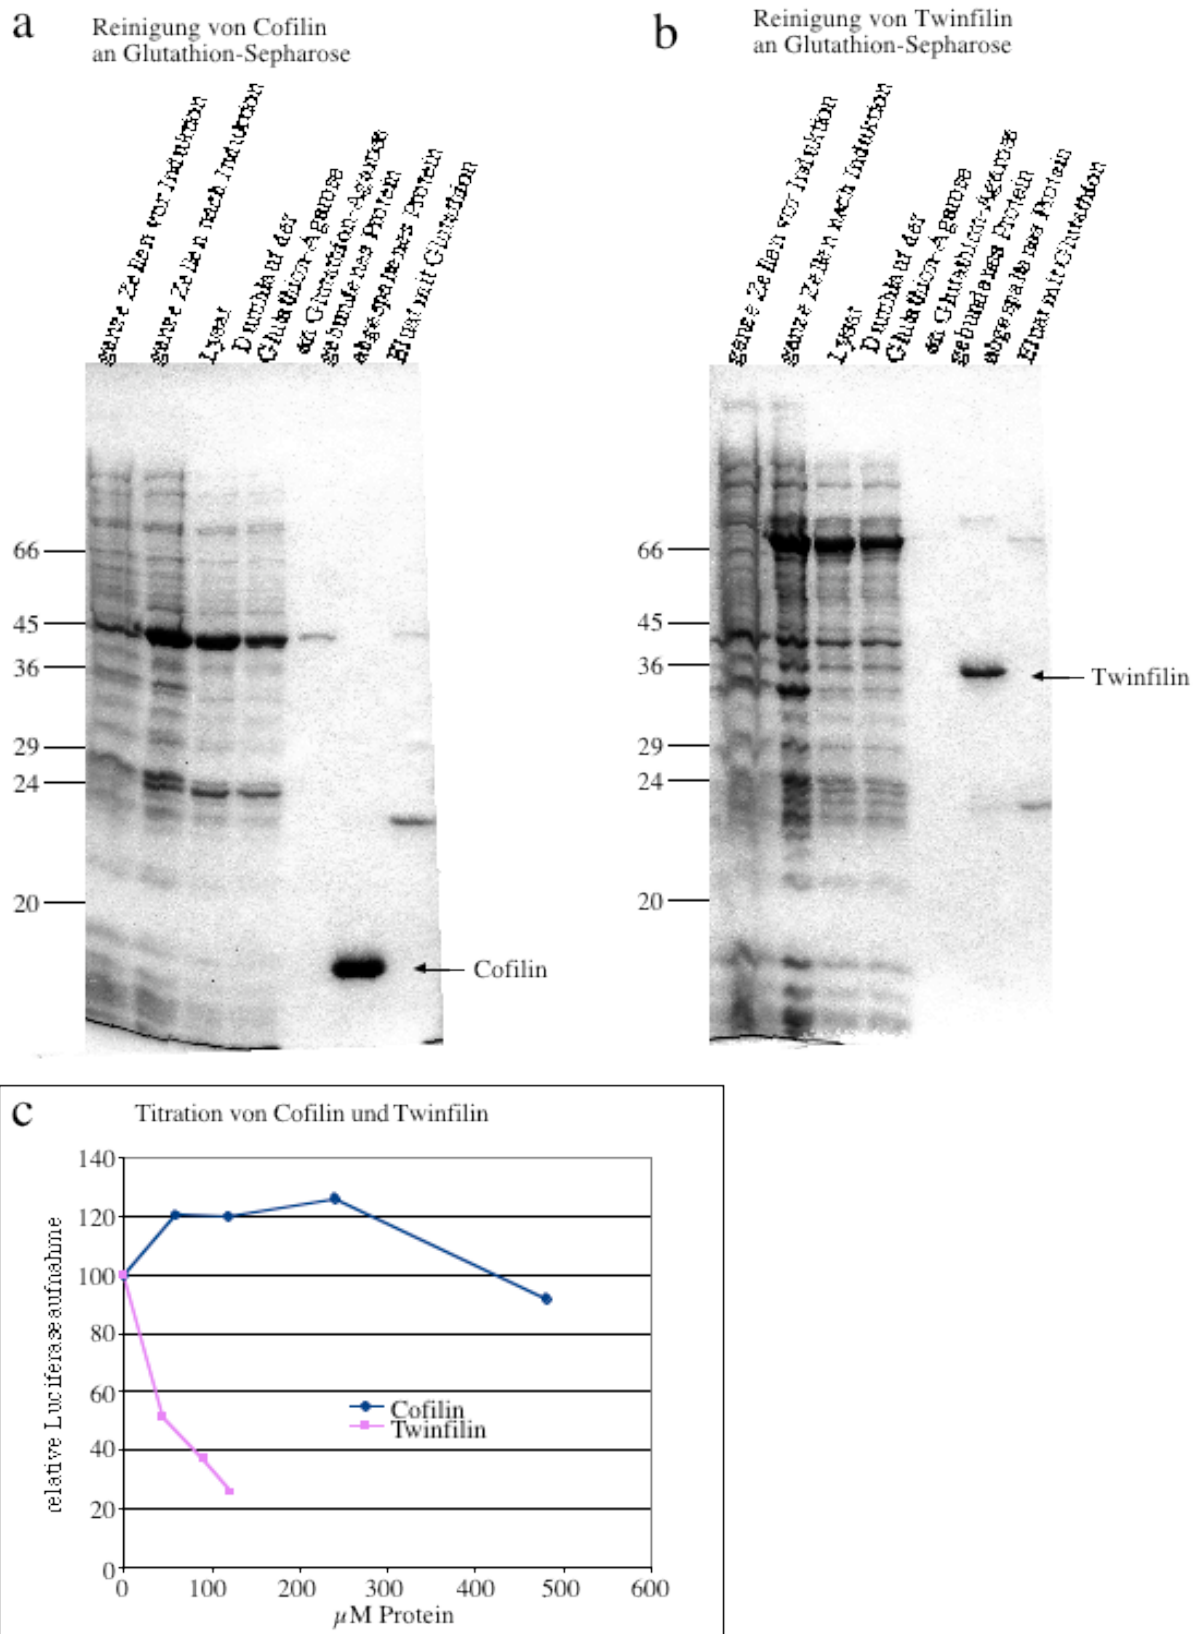 a
Reinigung von Cofilin
an Glutathion-Sepharose
ganze Zellen vor Induktion
ganze Zellen nach Induktion
Lysat
Durchlauf der
Glutathion-Agarose
an Glutathion-Agarose
gebundenes Protein
abgespaltenes Protein
Eluat mit Glutathion
66
45
36
29
24
20
Cofilin
b
Reinigung von Twinfilin
an Glutathion-Sepharose
ganze Zellen vor Induktion
ganze Zellen nach Induktion
Lysat
Durchlauf der
Glutathion-Agarose
an Glutathion-Agarose
gebundenes Protein
abgespaltenes Protein
Eluat mit Glutathion
66
45
36
29
24
20
Twinfilin
c
Titration von Cofilin und Twinfilin
relative Luciferaseaufnahme
140
120
100
80
60
40
20
0
Cofilin
Twinfilin
0 100 200 300 400 500 600
µM Protein